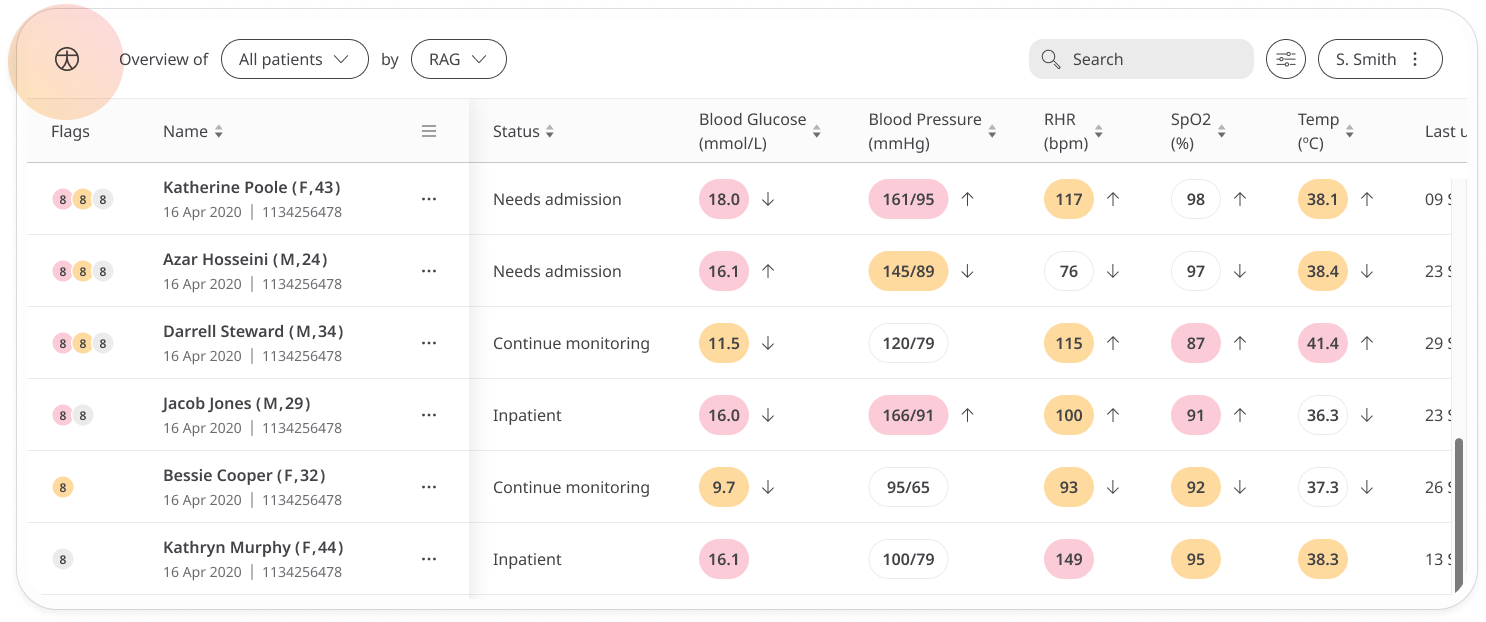 Overview of All patients by RAG Search S. Smith
Flags Name Status Blood Glucose (mmol/L) Blood Pressure (mmHg) RHR (bpm) SpO2 (%) Temp (ºC) Last u
8 8 8 Katherine Poole (F,43) Needs admission 18.0 161/95 117 98 38.1 09 S
16 Apr 2020 | 1134256478
8 8 8 Azar Hosseini (M,24) Needs admission 16.1 145/89 76 97 38.4 23 S
16 Apr 2020 | 1134256478
8 8 8 Darrell Steward (M,34) Continue monitoring 11.5 120/79 115 87 41.4 29 S
16 Apr 2020 | 1134256478
8 8 Jacob Jones (M,29) Inpatient 16.0 166/91 100 91 36.3 23 S
16 Apr 2020 | 1134256478
8 Bessie Cooper (F,32) Continue monitoring 9.7 95/65 93 92 37.3 26 S
16 Apr 2020 | 1134256478
8 Kathryn Murphy (F,44) Inpatient 16.1 100/79 149 95 38.3 13 S
16 Apr 2020 | 1134256478